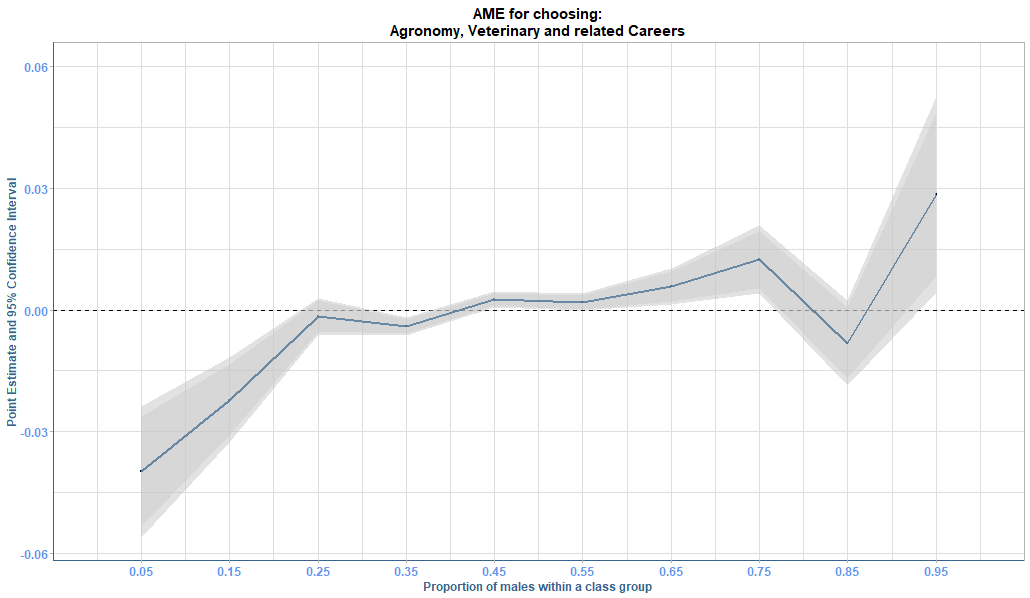 AME for choosing:
Agronomy, Veterinary and related Careers
Point Estimate and 95% Confidence Interval
0.06
0.03
0.00
-0.03
-0.06
0.05 0.15 0.25 0.35 0.45 0.55 0.65 0.75 0.85 0.95
Proportion of males within a class group